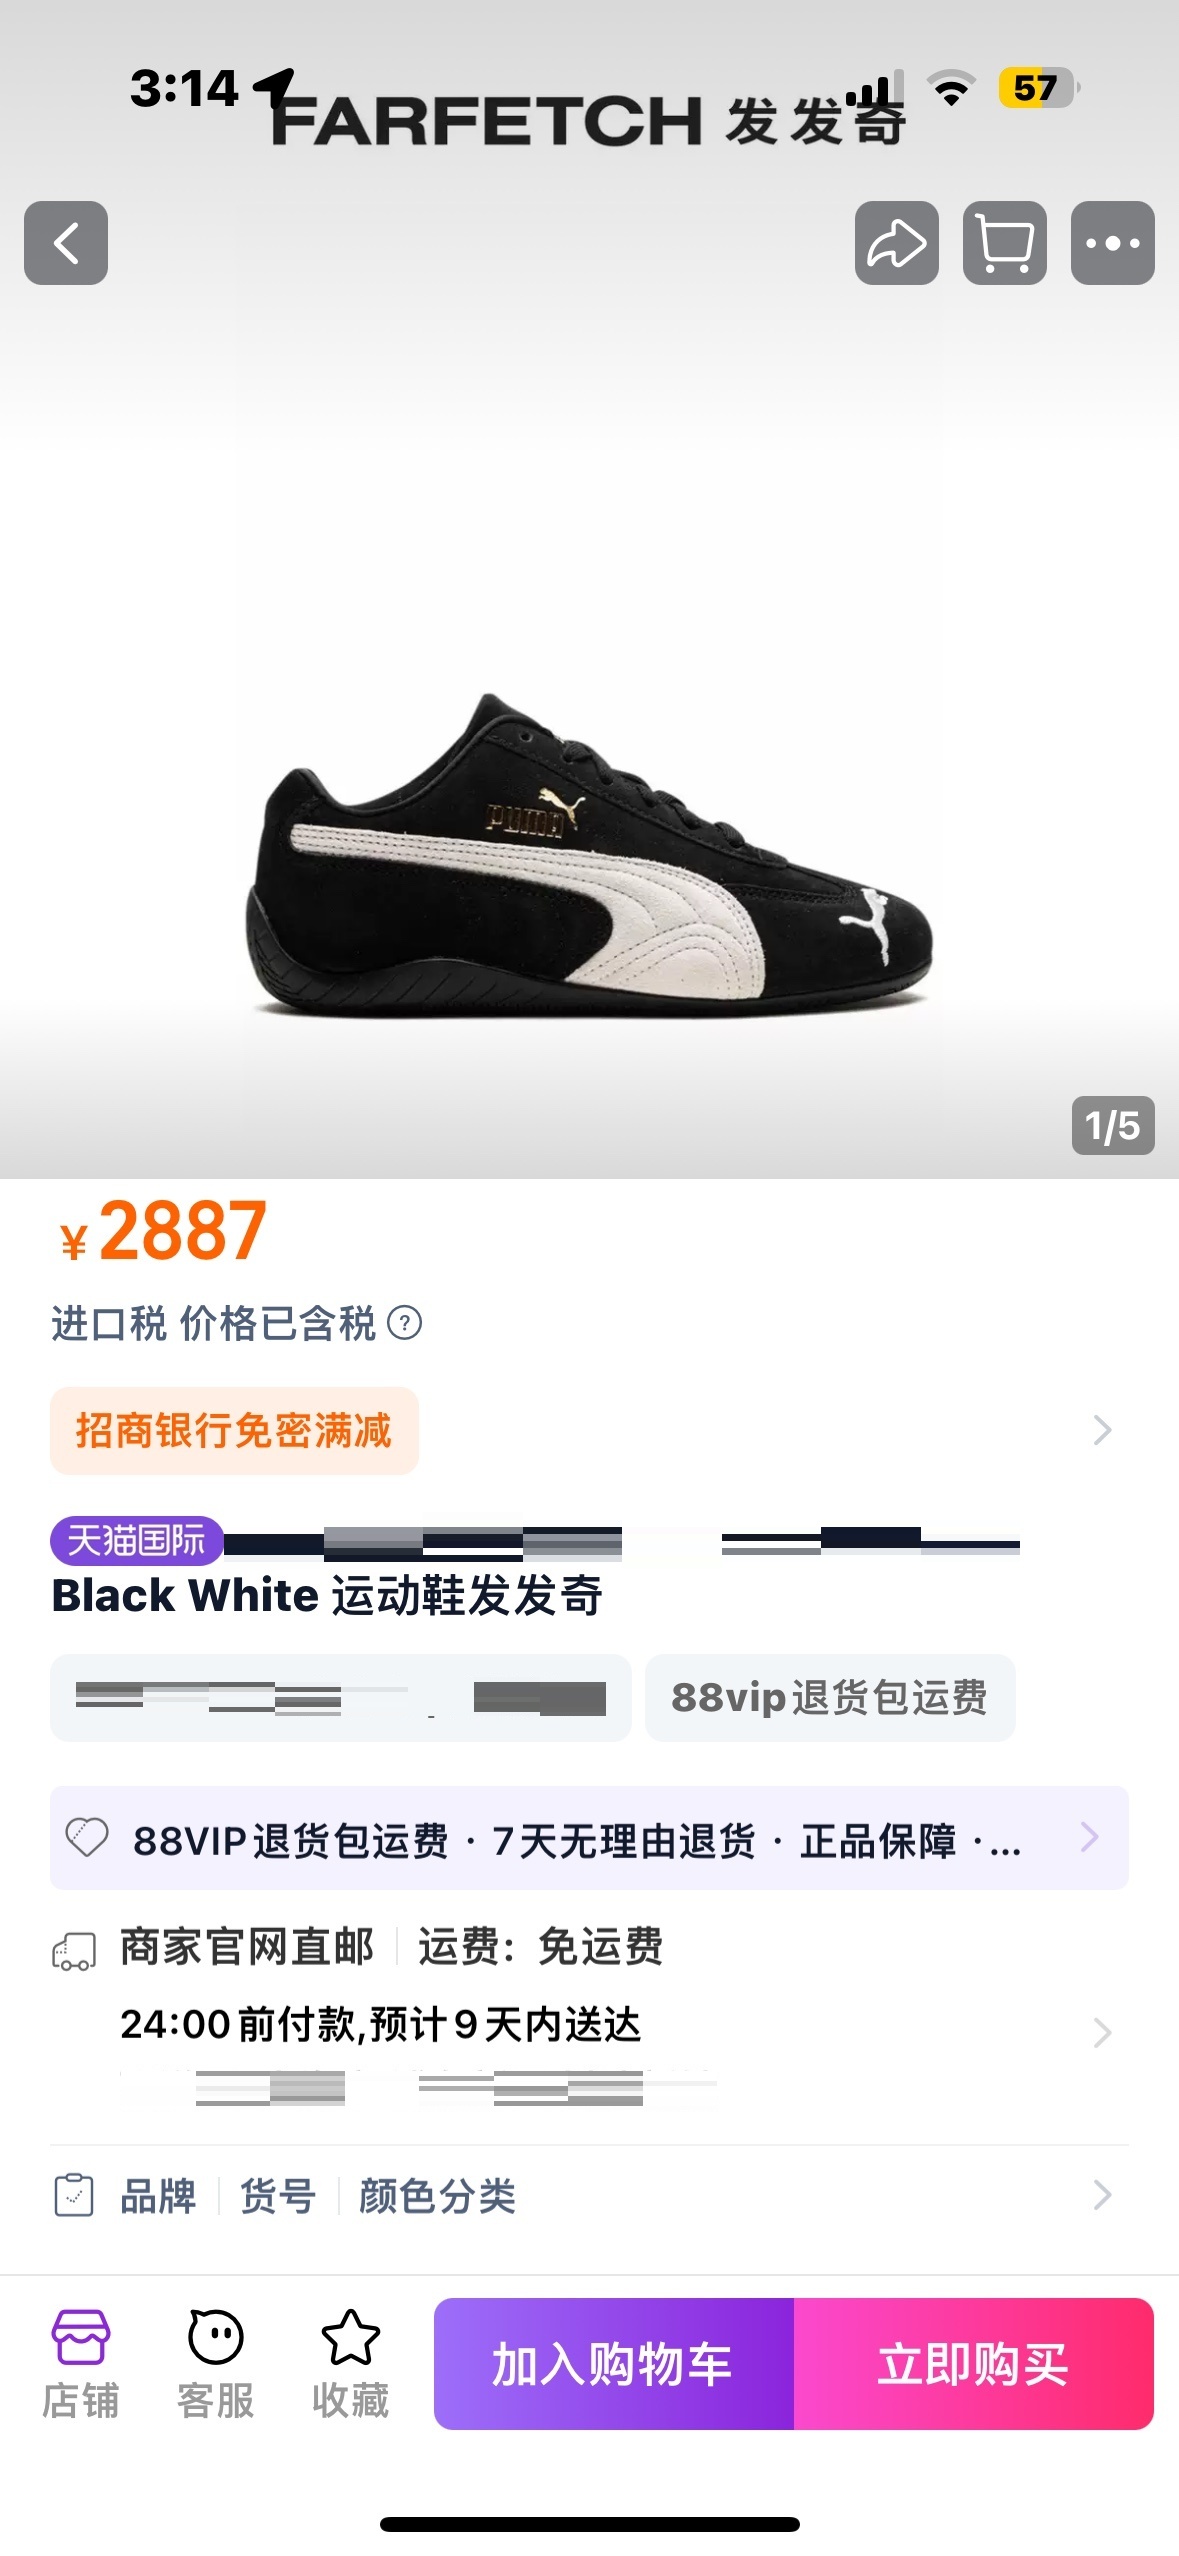 3:14
57
FARFETCH 发发奇
PUMA
1/5
¥2887
进口税 价格已含税 ?
招商银行免密满减
天猫国际
Black White 运动鞋发发奇
88vip退货包运费
88VIP退货包运费 · 7天无理由退货 · 正品保障 ·...
商家官网直邮 | 运费: 免运费
24:00前付款,预计9天内送达
品牌 | 货号 | 颜色分类
店铺
客服
收藏
加入购物车
立即购买